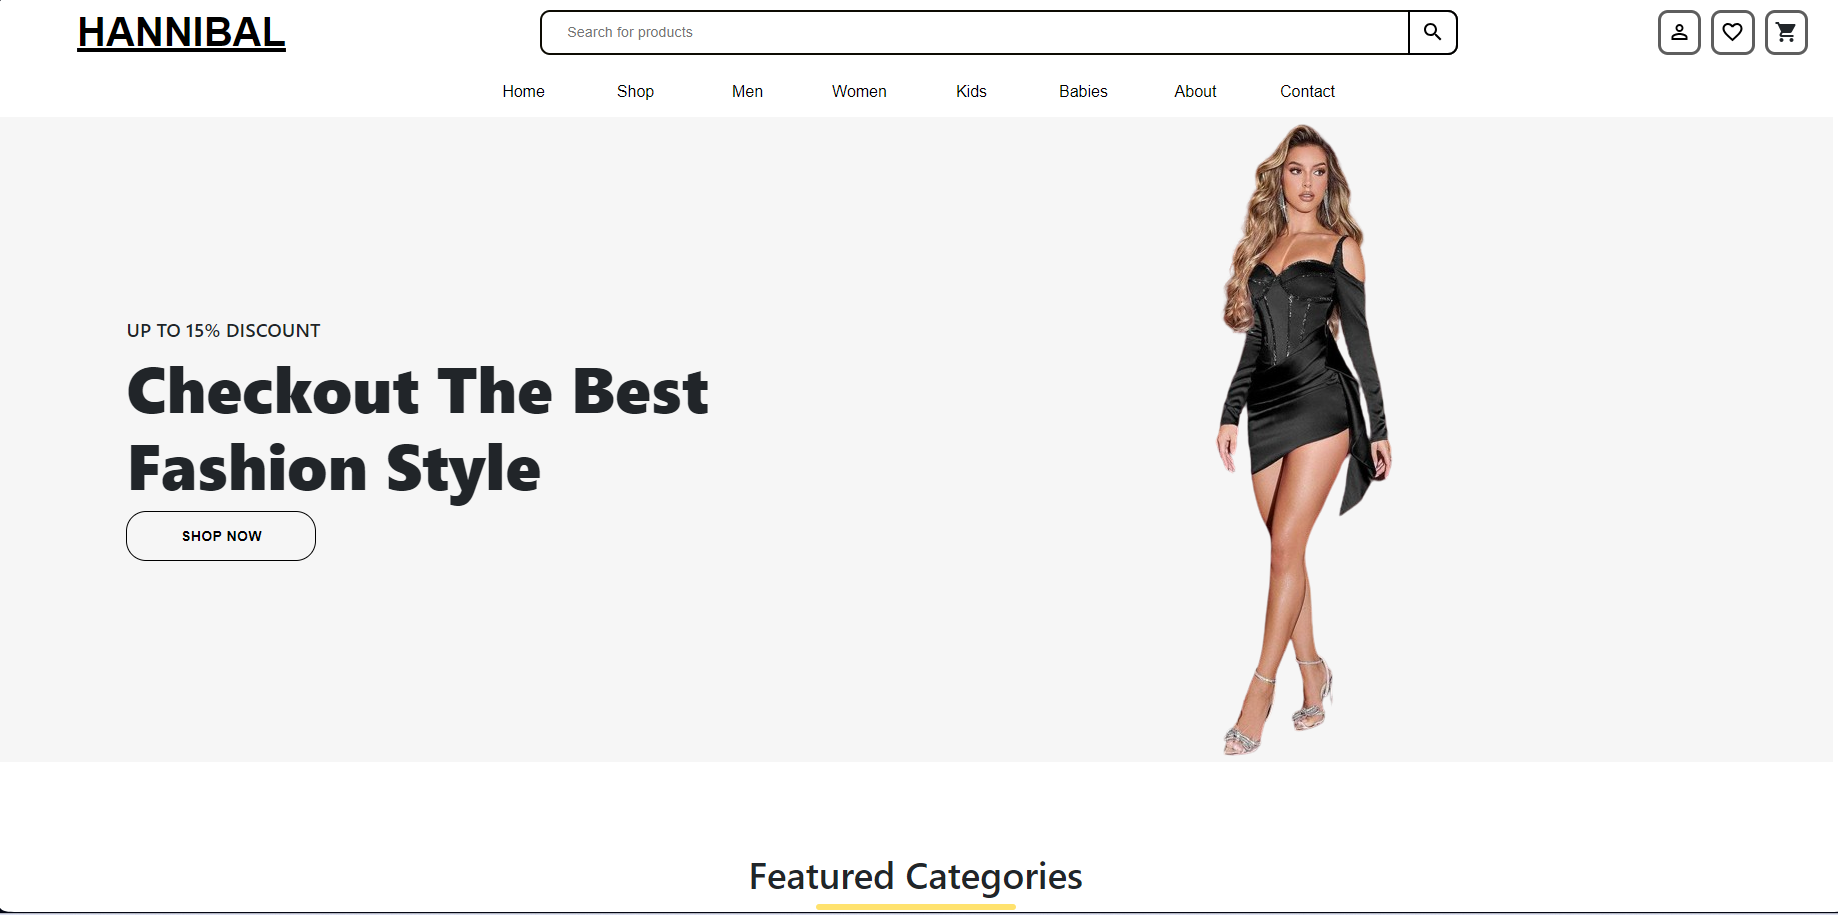 HANNIBAL
Search for products
Home Shop Men Women Kids Babies About Contact
UP TO 15% DISCOUNT
Checkout The Best
Fashion Style
SHOP NOW
Featured Categories